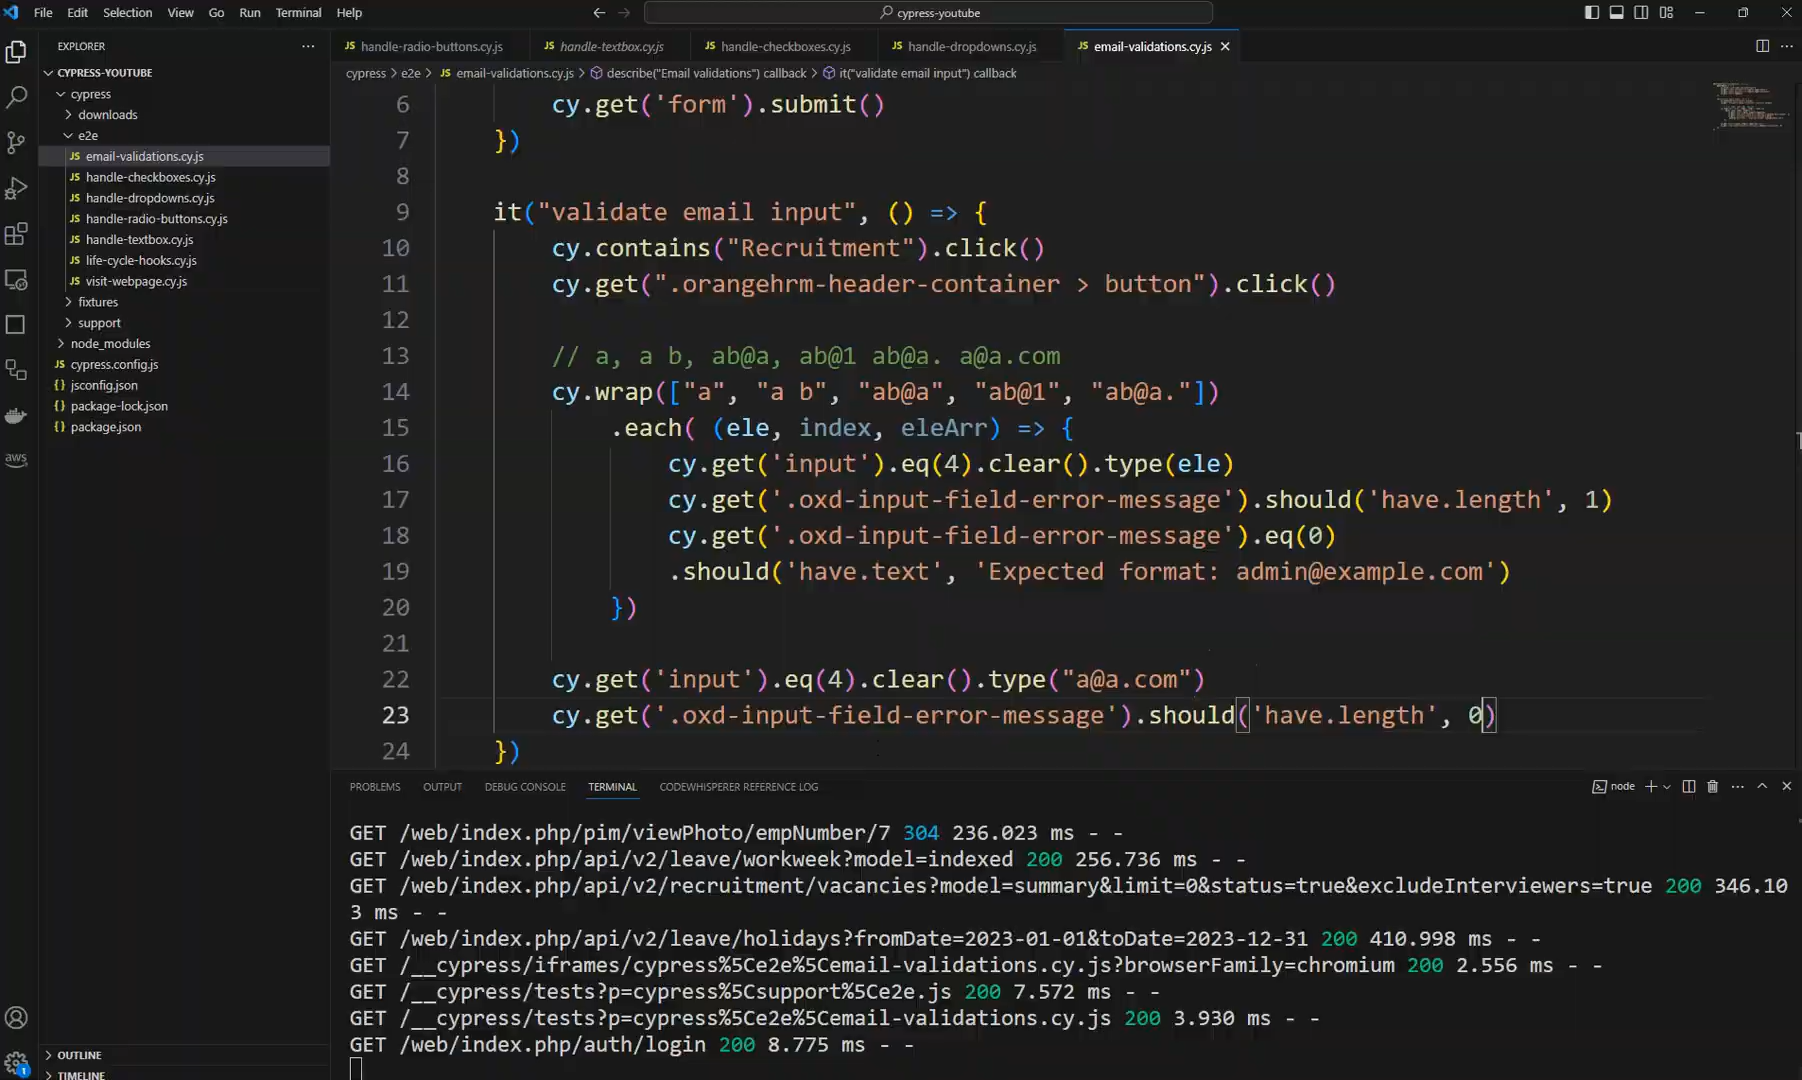 File Edit Selection View Go Run Terminal Help
cypress-youtube
EXPLORER
CYPRESS-YOUTUBE
cypress
downloads
e2e
JS email-validations.cy.js
JS handle-checkboxes.cy.js
JS handle-dropdowns.cy.js
JS handle-radio-buttons.cy.js
JS handle-textbox.cy.js
JS life-cycle-hooks.cy.js
JS visit-webpage.cy.js
fixtures
support
node_modules
JS cypress.config.js
{} jsconfig.json
{} package-lock.json
{} package.json
aws
1
OUTLINE
TIMELINE
JS handle-radio-buttons.cy.js JS handle-textbox.cy.js JS handle-checkboxes.cy.js JS handle-dropdowns.cy.js JS email-validations.cy.js
cypress > e2e > JS email-validations.cy.js > describe("Email validations") callback > it("validate email input") callback
6 cy.get('form').submit()
7 })
8
9 it("validate email input", () => {
10 cy.contains("Recruitment").click()
11 cy.get(".orangehrm-header-container > button").click()
12
13 // a, a b, ab@a, ab@1 ab@a. a@a.com
14 cy.wrap(["a", "a b", "ab@a", "ab@1", "ab@a."])
15 .each( (ele, index, eleArr) => {
16 cy.get('input').eq(4).clear().type(ele)
17 cy.get('.oxd-input-field-error-message').should('have.length', 1)
18 cy.get('.oxd-input-field-error-message').eq(0)
19 .should('have.text', 'Expected format: admin@example.com')
20 })
21
22 cy.get('input').eq(4).clear().type("a@a.com")
23 cy.get('.oxd-input-field-error-message').should('have.length', 0)
24 })
PROBLEMS OUTPUT DEBUG CONSOLE TERMINAL CODEWHISPERER REFERENCE LOG
node
GET /web/index.php/pim/viewPhoto/empNumber/7 304 236.023 ms - -
GET /web/index.php/api/v2/leave/workweek?model=indexed 200 256.736 ms - -
GET /web/index.php/api/v2/recruitment/vacancies?model=summary&limit=0&status=true&excludeInterviewers=true 200 346.10
3 ms - -
GET /web/index.php/api/v2/leave/holidays?fromDate=2023-01-01&toDate=2023-12-31 200 410.998 ms - -
GET /__cypress/iframes/cypress%5Ce2e%5Cemail-validations.cy.js?browserFamily=chromium 200 2.556 ms - -
GET /__cypress/tests?p=cypress%5Csupport%5Ce2e.js 200 7.572 ms - -
GET /__cypress/tests?p=cypress%5Ce2e%5Cemail-validations.cy.js 200 3.930 ms - -
GET /web/index.php/auth/login 200 8.775 ms - -